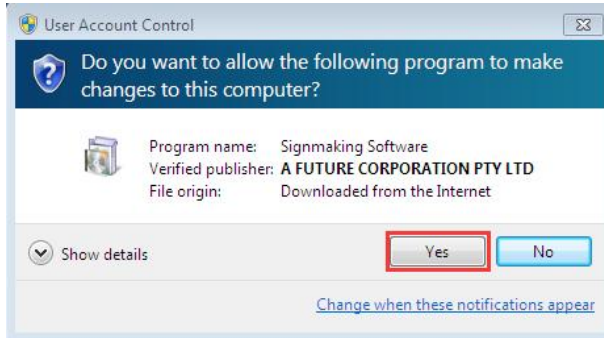 User Account Control
Do you want to allow the following program to make
changes to this computer?
Program name: Signmaking Software
Verified publisher: A FUTURE CORPORATION PTY LTD
File origin: Downloaded from the Internet
Show details
Yes No
Change when these notifications appear